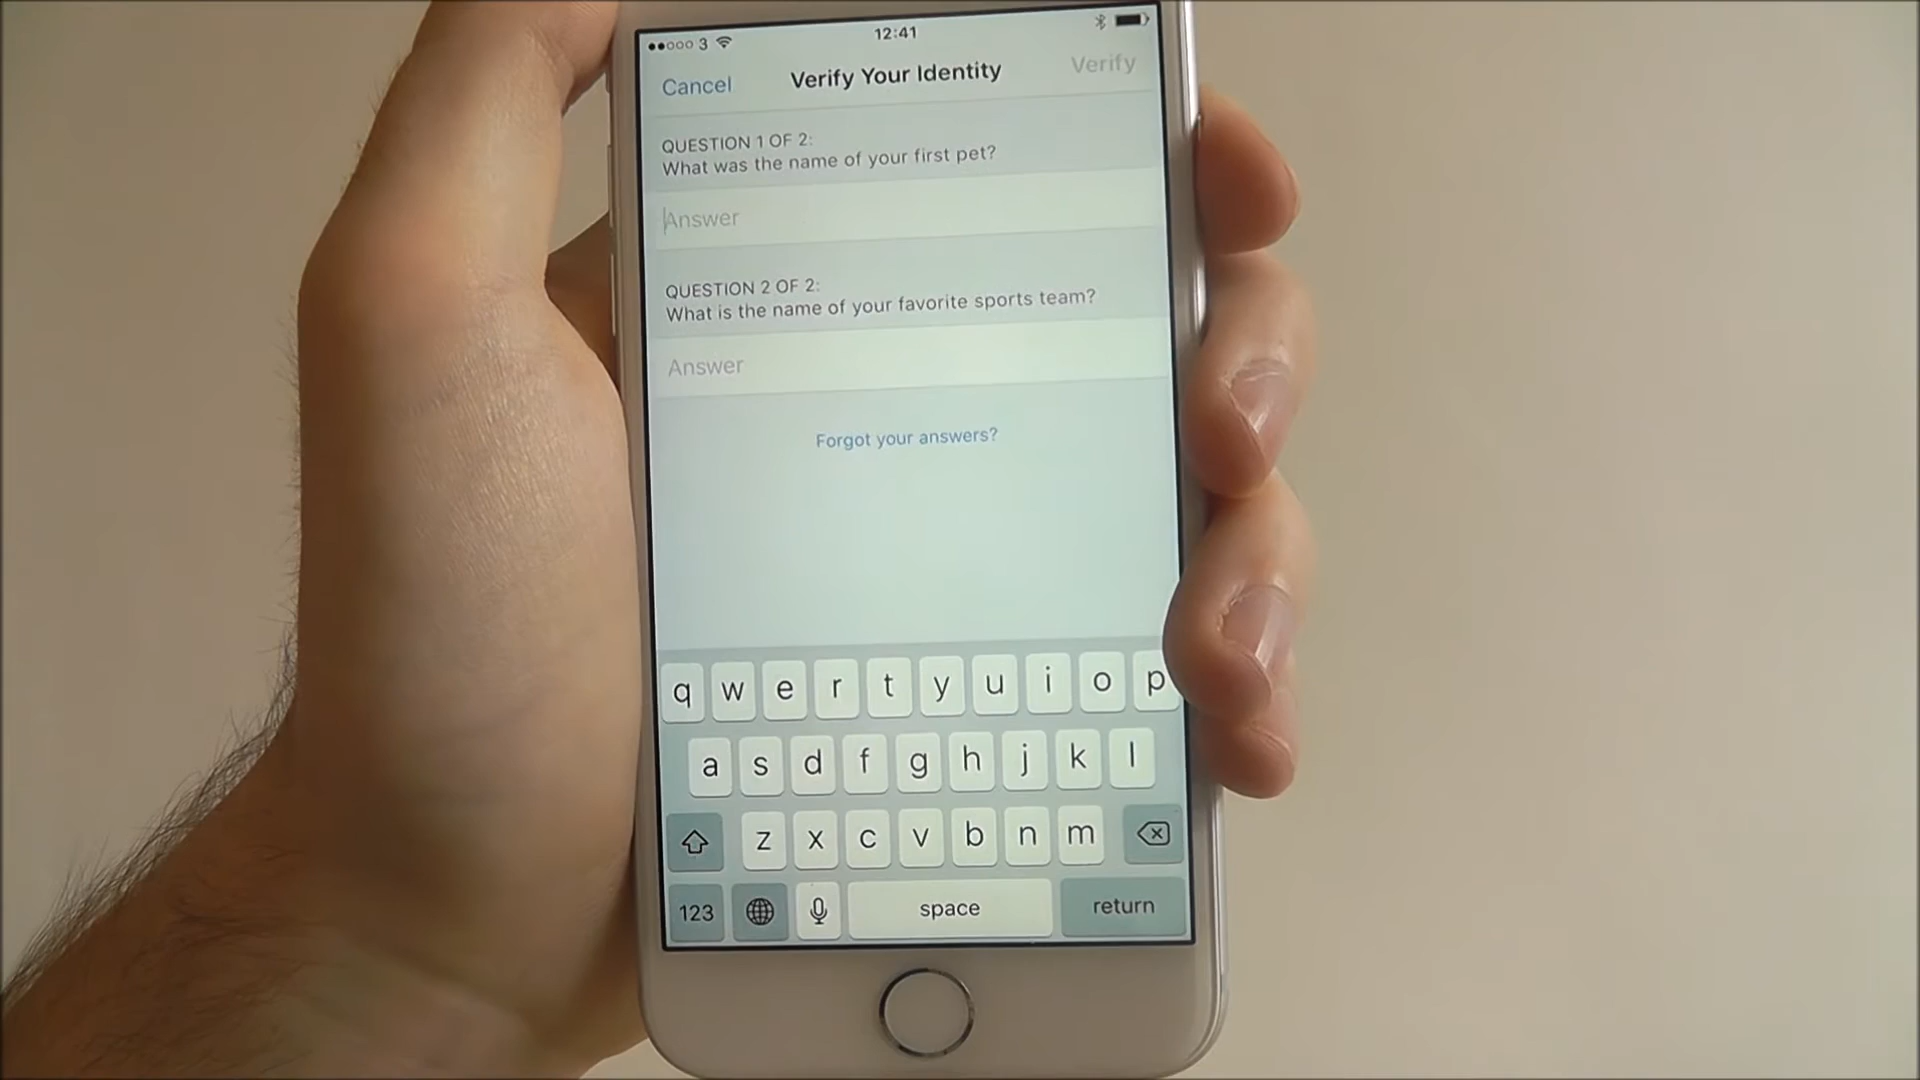 3 12:41
Cancel Verify Your Identity Verify
QUESTION 1 OF 2:
What was the name of your first pet?
Answer
QUESTION 2 OF 2:
What is the name of your favorite sports team?
Answer
Forgot your answers?
q w e r t y u i o p
a s d f g h j k l
z x c v b n m
123 space return